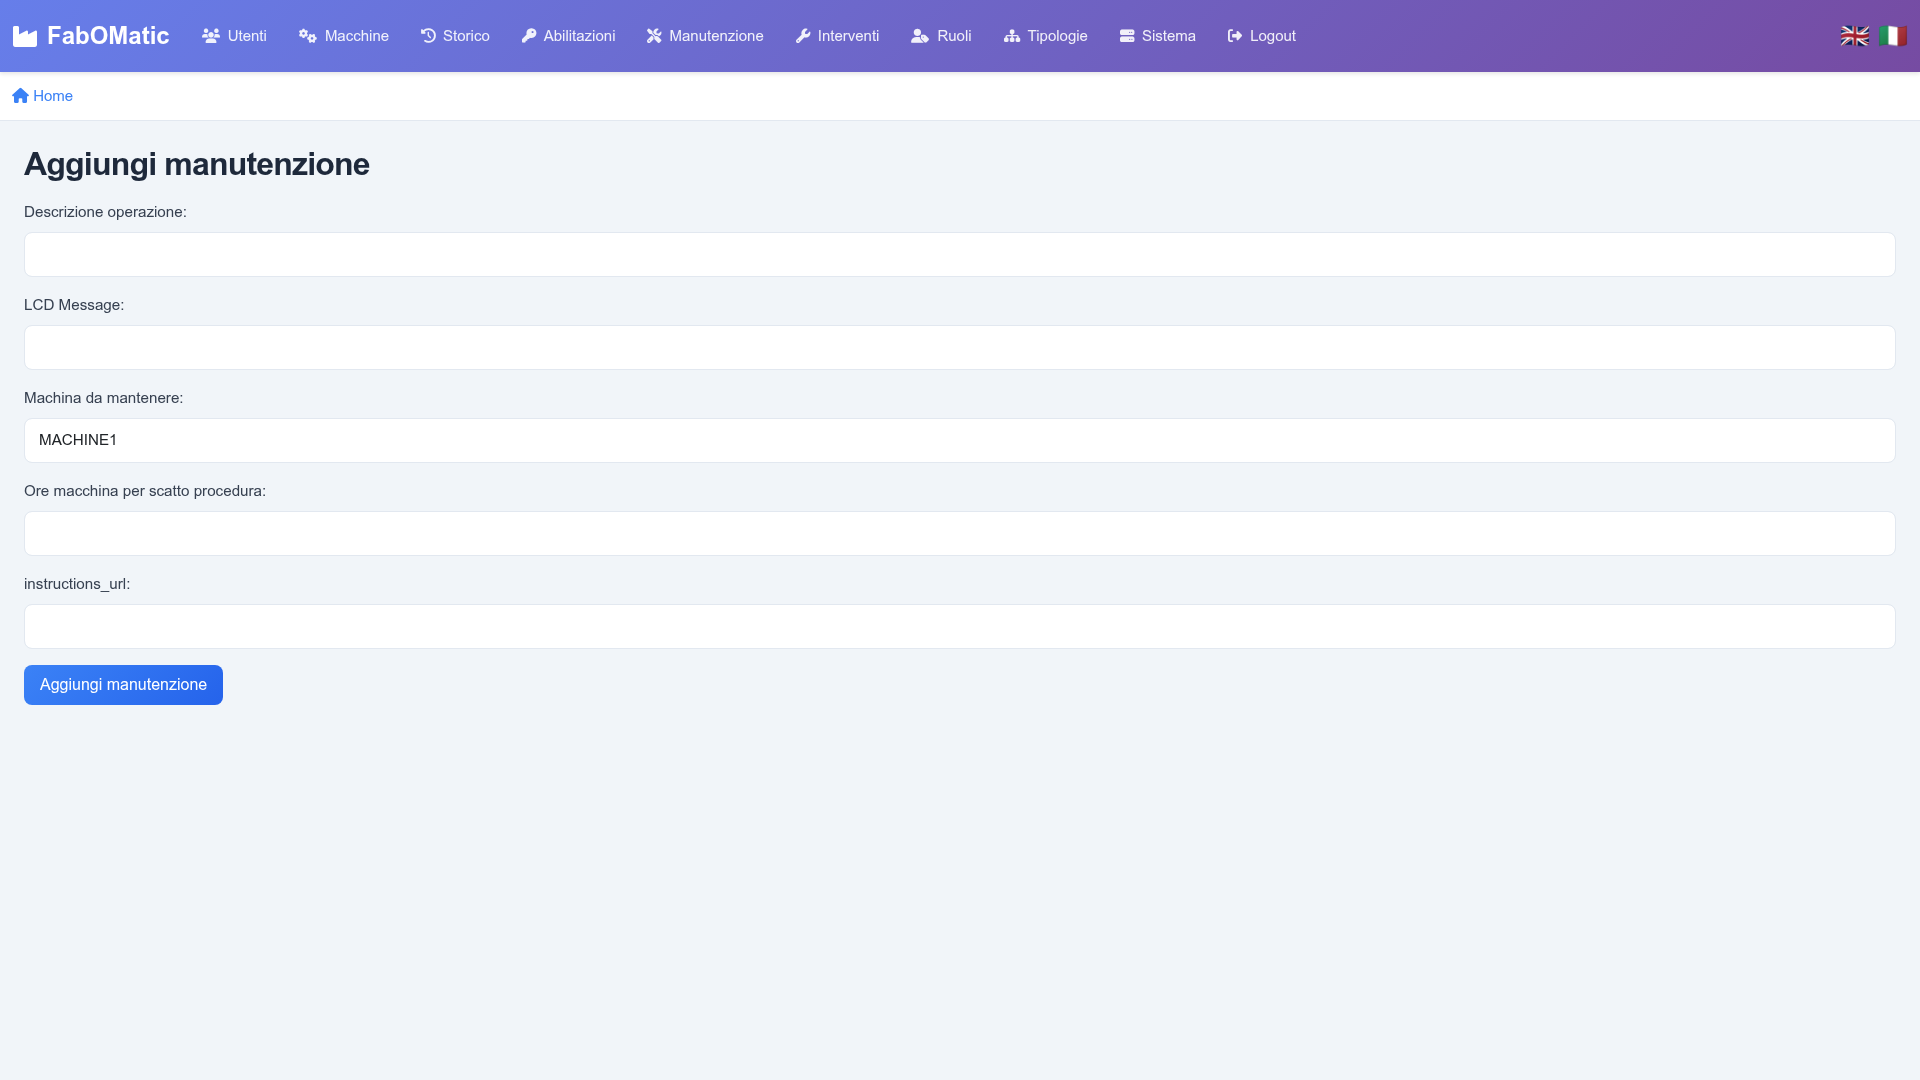 FabOMatic Utenti Macchine Storico Abilitazioni Manutenzione Interventi Ruoli Tipologie Sistema Logout
Home
Aggiungi manutenzione
Descrizione operazione:
LCD Message:
Machina da mantenere:
MACHINE1
Ore macchina per scatto procedura:
instructions_url:
Aggiungi manutenzione